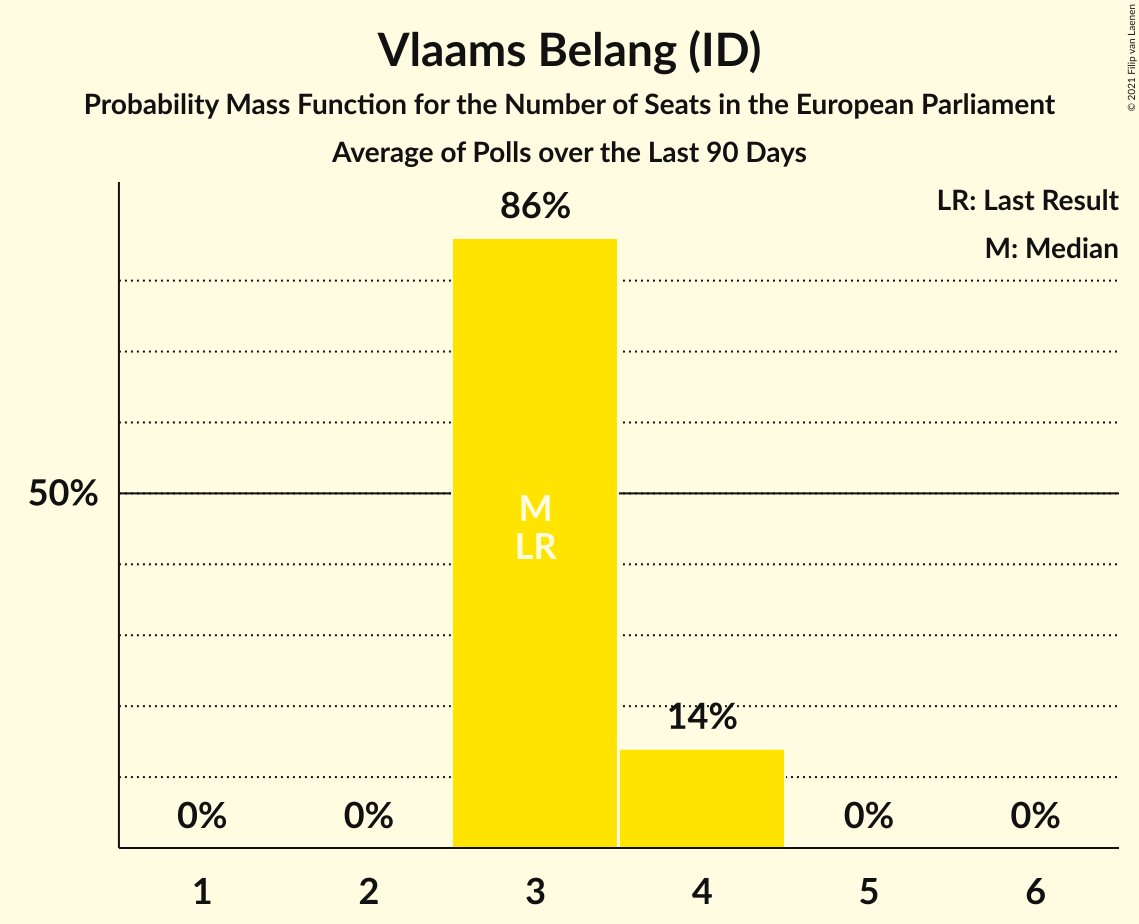 Vlaams Belang (ID)
Probability Mass Function for the Number of Seats in the European Parliament
Average of Polls over the Last 90 Days
© 2021 Filip van Laenen
LR: Last Result
M: Median
86%
50%
M
LR
14%
0%
0%
0%
0%
1
2
3
4
5
6